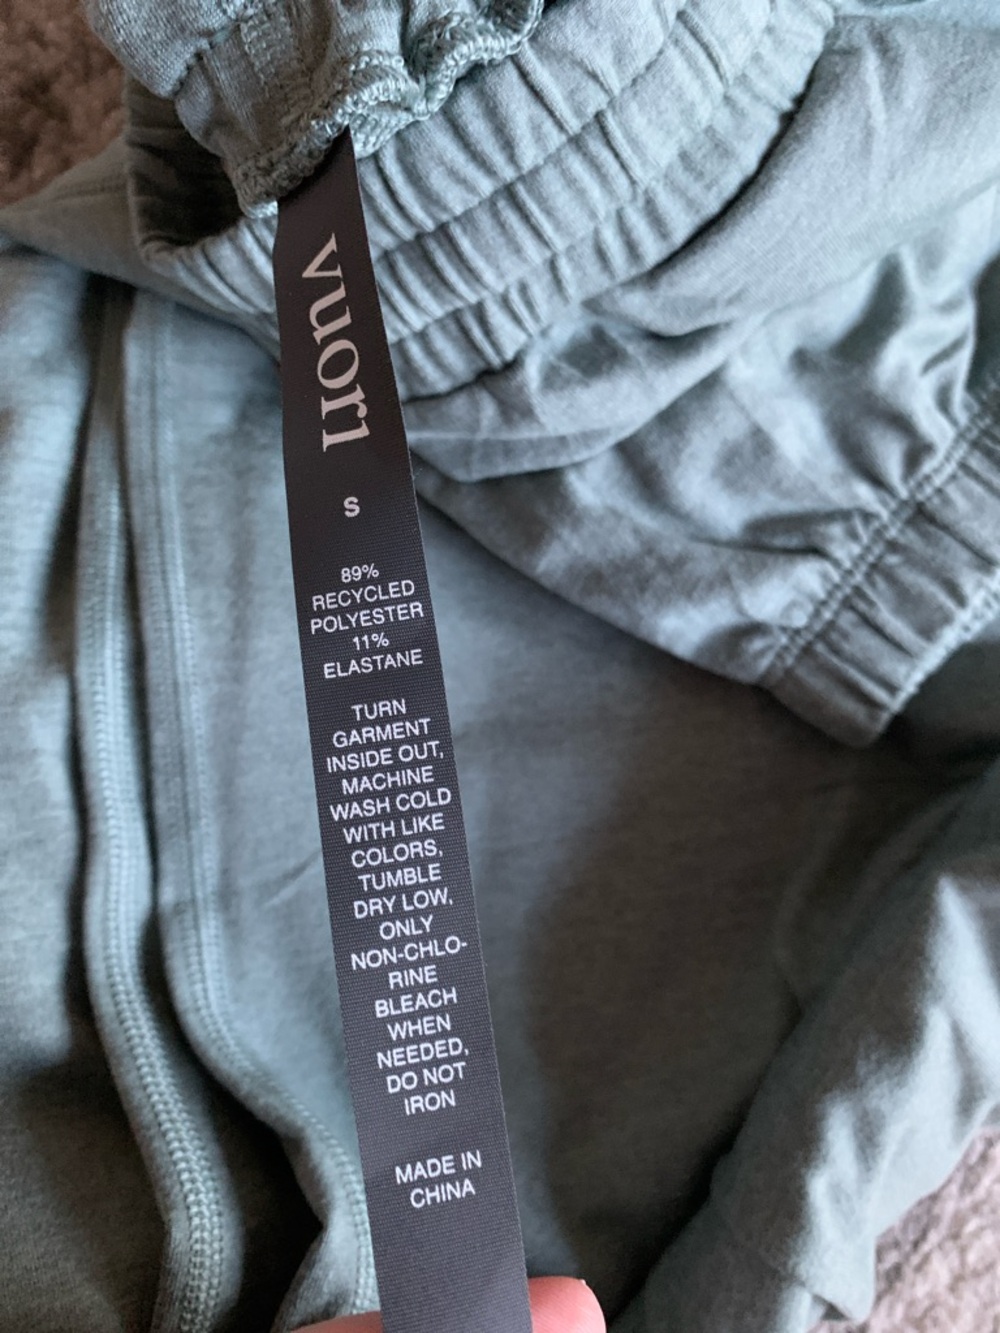 vuori
S
89%
RECYCLED
POLYESTER
11%
ELASTANE
TURN
GARMENT
INSIDE OUT,
MACHINE
WASH COLD
WITH LIKE
COLORS,
TUMBLE
DRY LOW,
ONLY
NON-CHLO-
RINE
BLEACH
WHEN
NEEDED,
DO NOT
IRON
MADE IN
CHINA